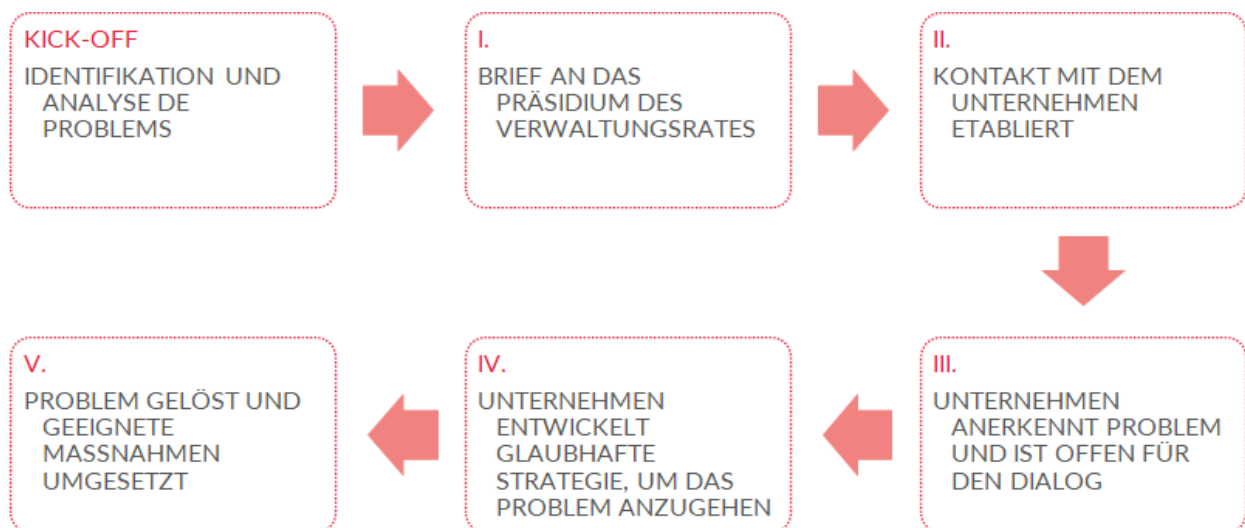 KICK-OFF
IDENTIFIKATION UND
ANALYSE DE
PROBLEMS
I.
BRIEF AN DAS
PRÄSIDIUM DES
VERWALTUNGSRATES
II.
KONTAKT MIT DEM
UNTERNEHMEN
ETABLIERT
III.
UNTERNEHMEN
ANERKENNT PROBLEM
UND IST OFFEN FÜR
DEN DIALOG
IV.
UNTERNEHMEN
ENTWICKELT
GLAUBHAFTE
STRATEGIE, UM DAS
PROBLEM ANZUGEHEN
V.
PROBLEM GELÖST UND
GEEIGNETE
MASSNAHMEN
UMGESETZT